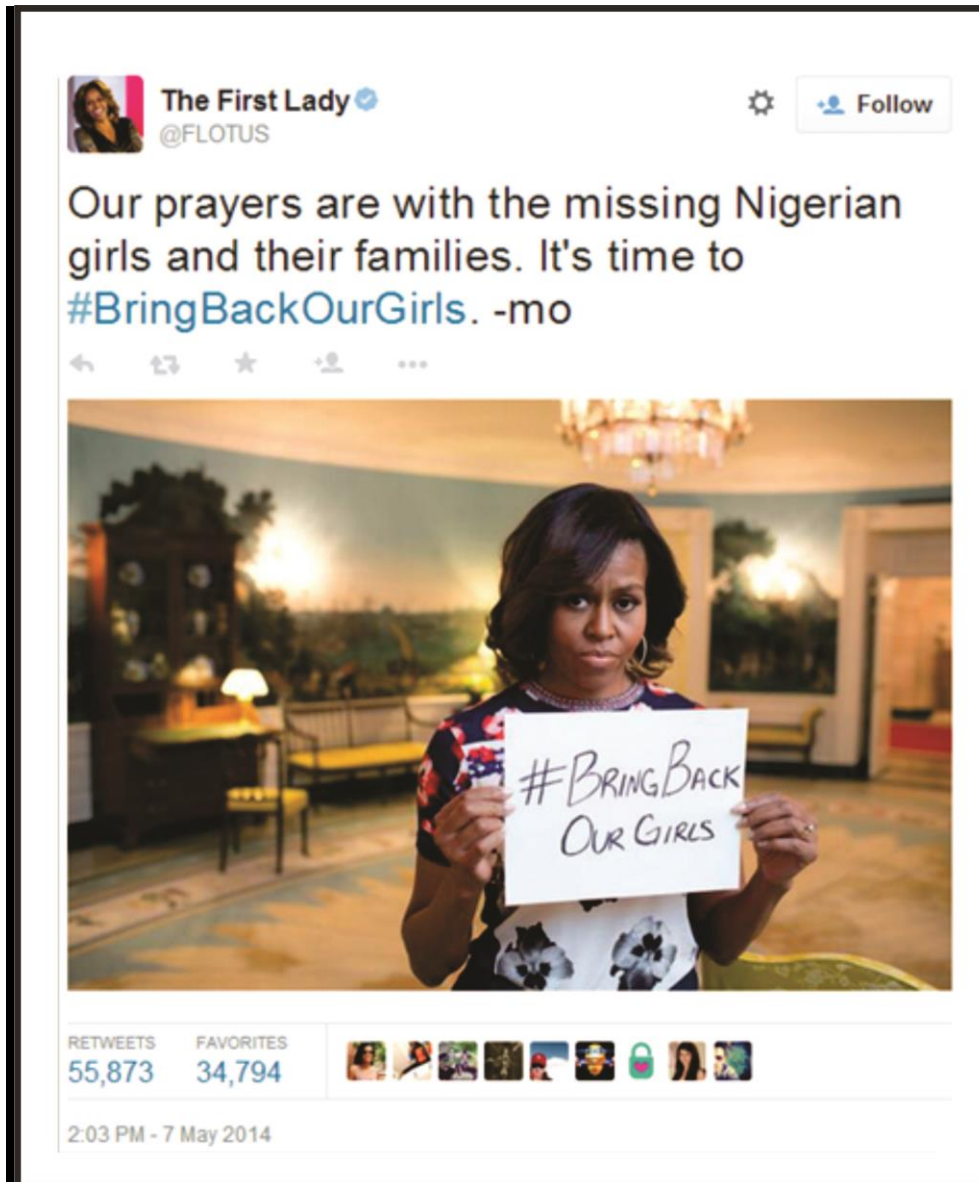 The First Lady
@FLOTUS
Follow
Our prayers are with the missing Nigerian
girls and their families. It's time to
#BringBackOurGirls. -mo
#BRING BACK
OUR GIRLS
RETWEETS FAVORITES
55,873 34,794
2:03 PM - 7 May 2014